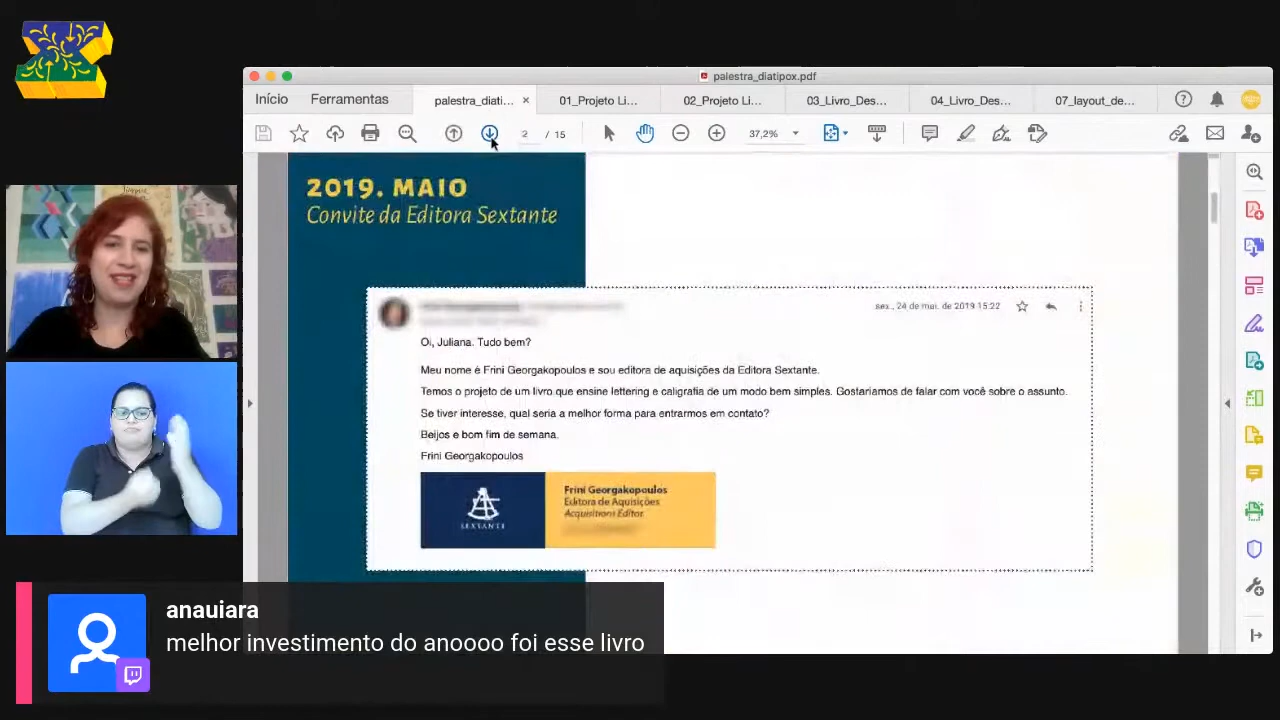 palestra_diatipox.pdf
Início
Ferramentas
palestra_diati...
01_Projeto Li...
02_Projeto Li...
03_Livro_Des...
04_Livro_Des...
07_layout_de...
2 / 15
37,2%
2019. MAIO
Convite da Editora Sextante
sex., 24 de mai. de 2019 15:22
Oi, Juliana. Tudo bem?
Meu nome é Frini Georgakopoulos e sou editora de aquisições da Editora Sextante.
Temos o projeto de um livro que ensine lettering e caligrafia de um modo bem simples. Gostaríamos de falar com você sobre o assunto.
Se tiver interesse, qual seria a melhor forma para entrarmos em contato?
Beijos e bom fim de semana,
Frini Georgakopoulos
SEXTANTE
Frini Georgakopoulos
Editora de Aquisições
Acquisitions Editor
anauiara
melhor investimento do anoooo foi esse livro